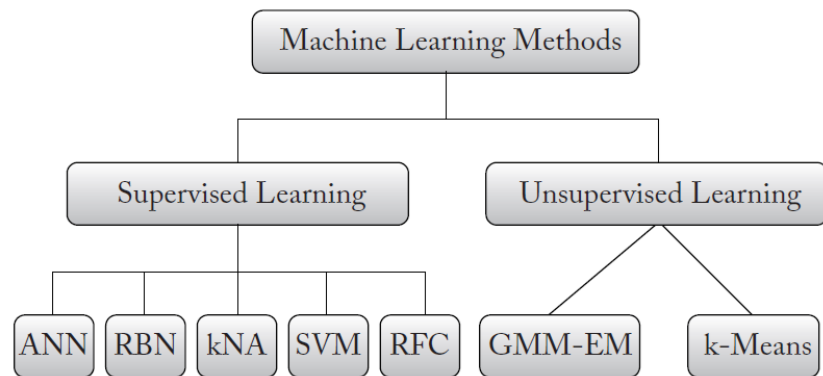 Machine Learning Methods
Supervised Learning
Unsupervised Learning
ANN
RBN
kNA
SVM
RFC
GMM-EM
k-Means